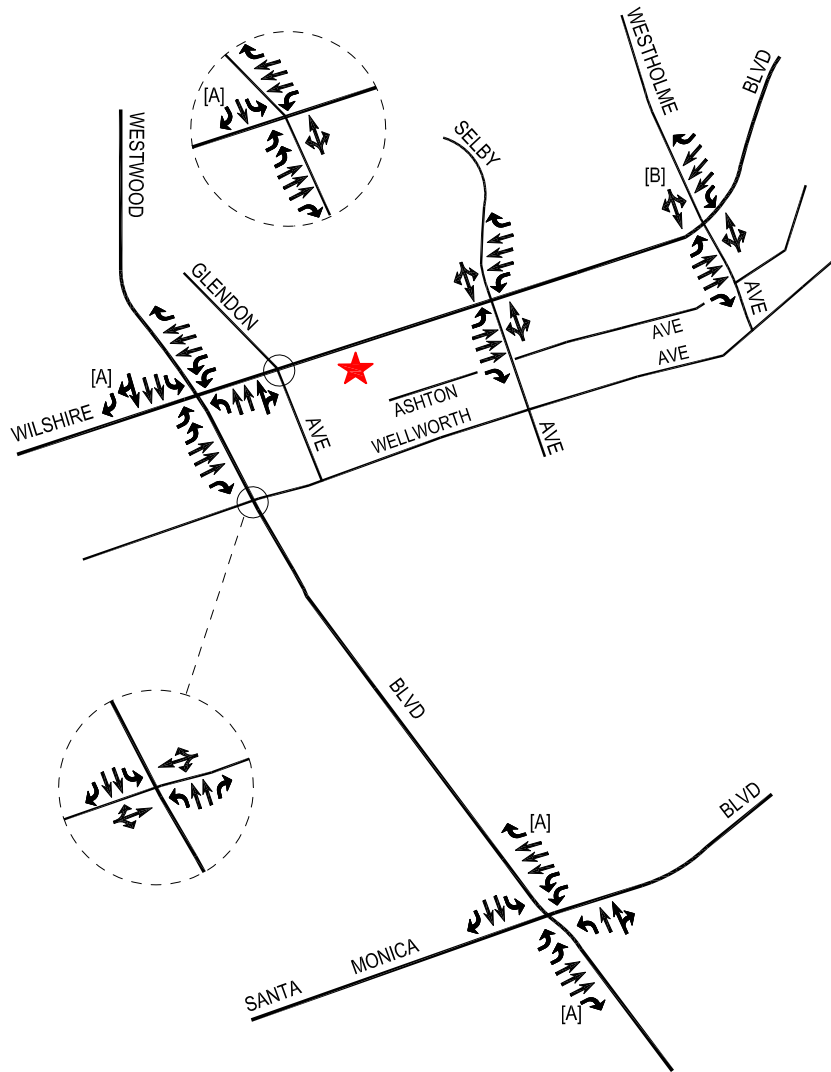 WESTHOLME
BLVD
[A]
WESTWOOD
SELBY
[B]
GLENDON
AVE
AVE
AVE
[A]
ASHTON
WILSHIRE
AVE
WELLWORTH
AVE
BLVD
BLVD
[A]
MONICA
SANTA
[A]